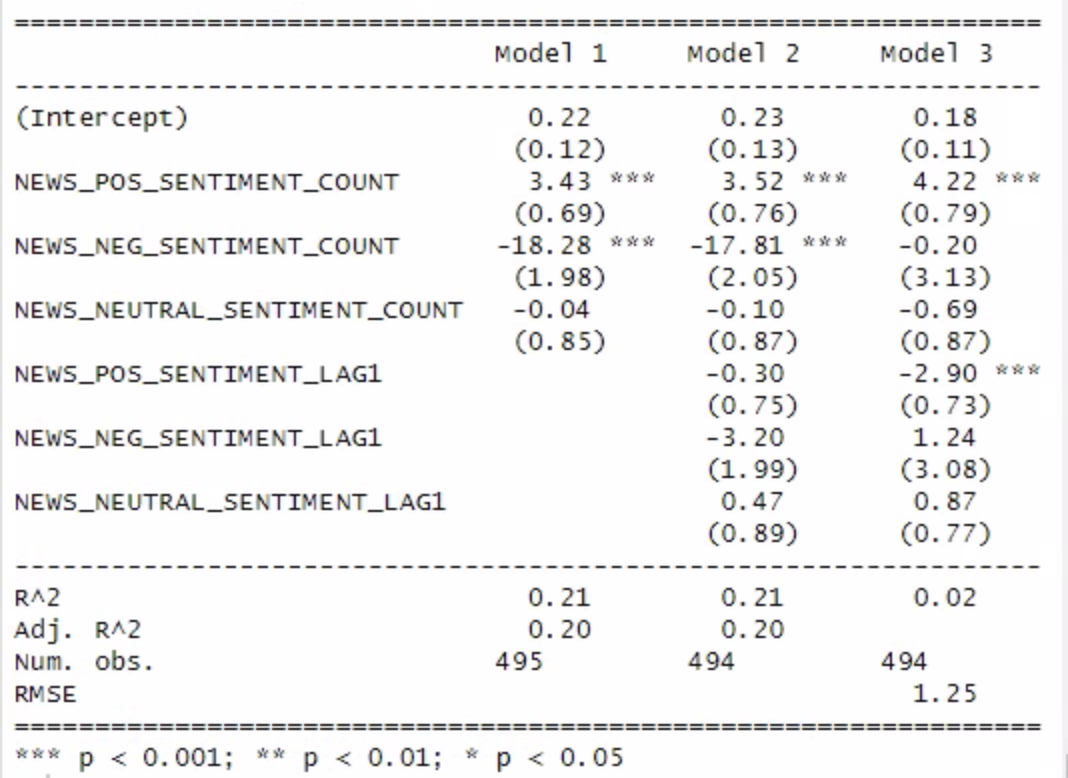 =================================================================
Model 1 Model 2 Model 3
-----------------------------------------------------------------
(Intercept) 0.22 0.23 0.18
(0.12) (0.13) (0.11)
NEWS_POS_SENTIMENT_COUNT 3.43 *** 3.52 *** 4.22 ***
(0.69) (0.76) (0.79)
NEWS_NEG_SENTIMENT_COUNT -18.28 *** -17.81 *** -0.20
(1.98) (2.05) (3.13)
NEWS_NEUTRAL_SENTIMENT_COUNT -0.04 -0.10 -0.69
(0.85) (0.87) (0.87)
NEWS_POS_SENTIMENT_LAG1 -0.30 -2.90 ***
(0.75) (0.73)
NEWS_NEG_SENTIMENT_LAG1 -3.20 1.24
(1.99) (3.08)
NEWS_NEUTRAL_SENTIMENT_LAG1 0.47 0.87
(0.89) (0.77)
-----------------------------------------------------------------
R^2 0.21 0.21 0.02
Adj. R^2 0.20 0.20
Num. obs. 495 494 494
RMSE 1.25
=================================================================
*** p < 0.001; ** p < 0.01; * p < 0.05